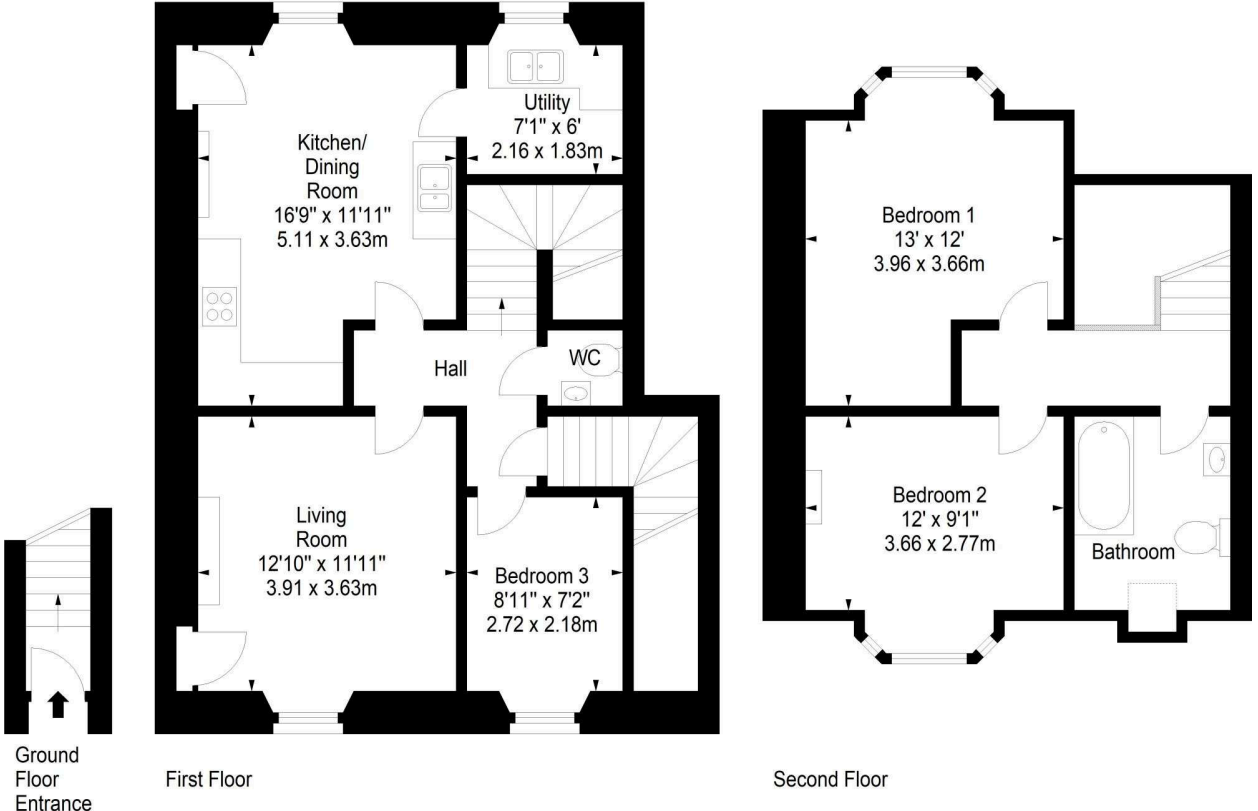 Kitchen/
Dining
Room
16'9" x 11'11"
5.11 x 3.63m
Utility
7'1" x 6'
2.16 x 1.83m
Hall
WC
Living
Room
12'10" x 11'11"
3.91 x 3.63m
Bedroom 3
8'11" x 7'2"
2.72 x 2.18m
Bedroom 1
13' x 12'
3.96 x 3.66m
Bedroom 2
12' x 9'1"
3.66 x 2.77m
Bathroom
Ground
Floor
Entrance
First Floor
Second Floor